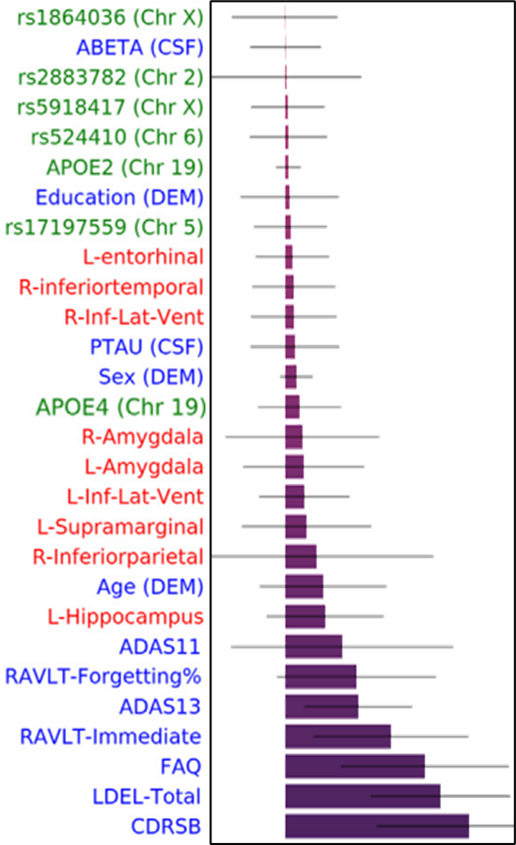 rs1864036 (Chr X)
ABETA (CSF)
rs2883782 (Chr 2)
rs5918417 (Chr X)
rs524410 (Chr 6)
APOE2 (Chr 19)
Education (DEM)
rs17197559 (Chr 5)
L-entorhinal
R-inferiortemporal
R-Inf-Lat-Vent
PTAU (CSF)
Sex (DEM)
APOE4 (Chr 19)
R-Amygdala
L-Amygdala
L-Inf-Lat-Vent
L-Supramarginal
R-Inferiorparietal
Age (DEM)
L-Hippocampus
ADAS11
RAVLT-Forgetting%
ADAS13
RAVLT-Immediate
FAQ
LDEL-Total
CDRSB